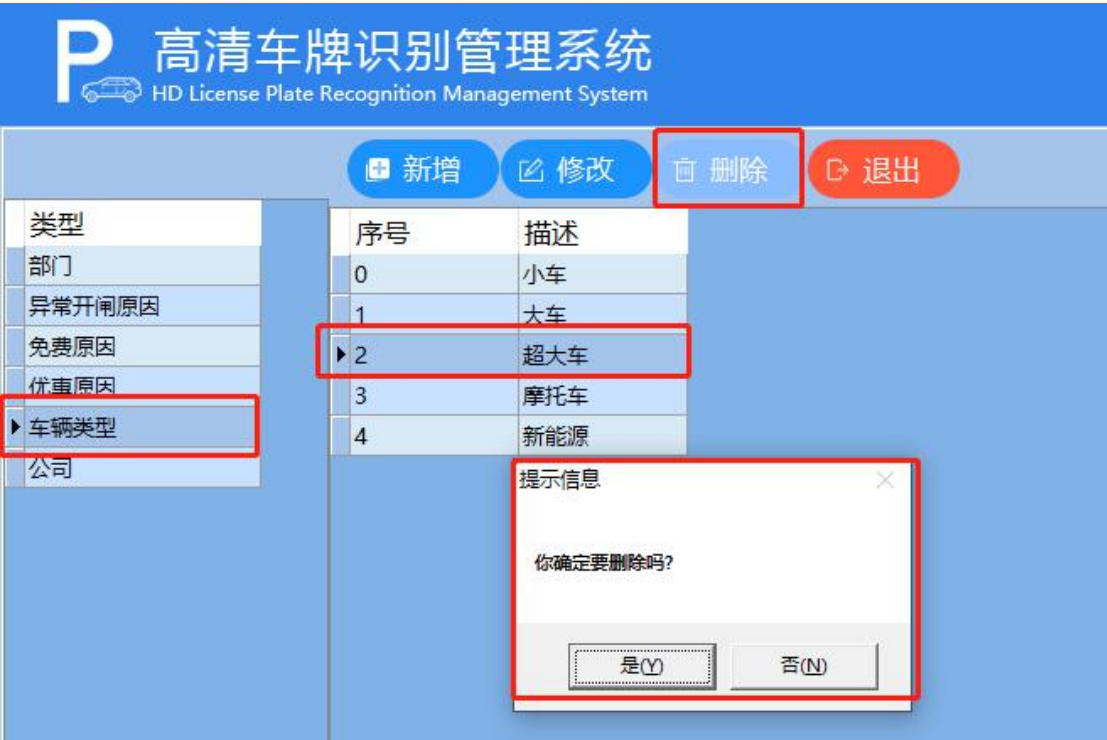 P
高清车牌识别管理系统
HD License Plate Recognition Management System
新增 修改 删除 退出
类型
部门
异常开闸原因
免费原因
优惠原因
车辆类型
公司
序号 描述
0 小车
1 大车
2 超大车
3 摩托车
4 新能源
提示信息
你确定要删除吗?
是(Y) 否(N)